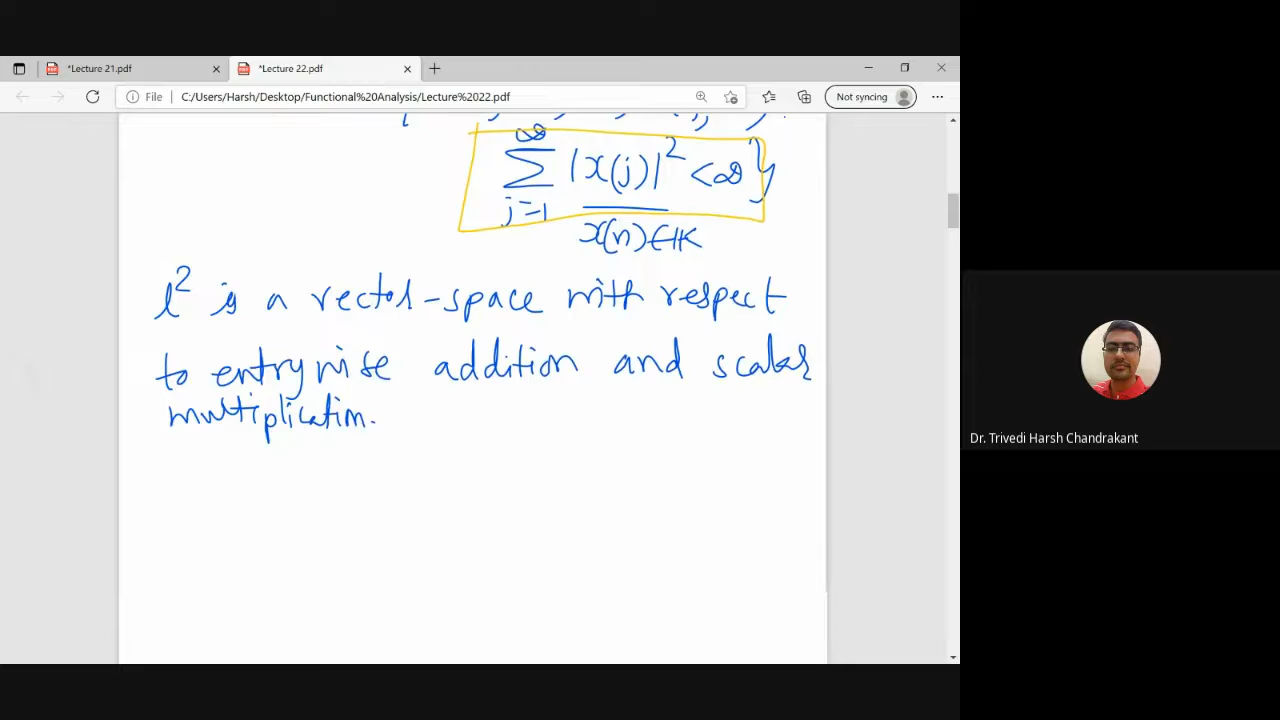 *Lecture 21.pdf
*Lecture 22.pdf
File | C:/Users/Harsh/Desktop/Functional%20Analysis/Lecture%2022.pdf
Not syncing
∞
∑ |x(j)|² <∞}
j=1
x(n)∈IK
l² is a vector-space with respect
to entrywise addition and scalar
multiplication.
Dr. Trivedi Harsh Chandrakant